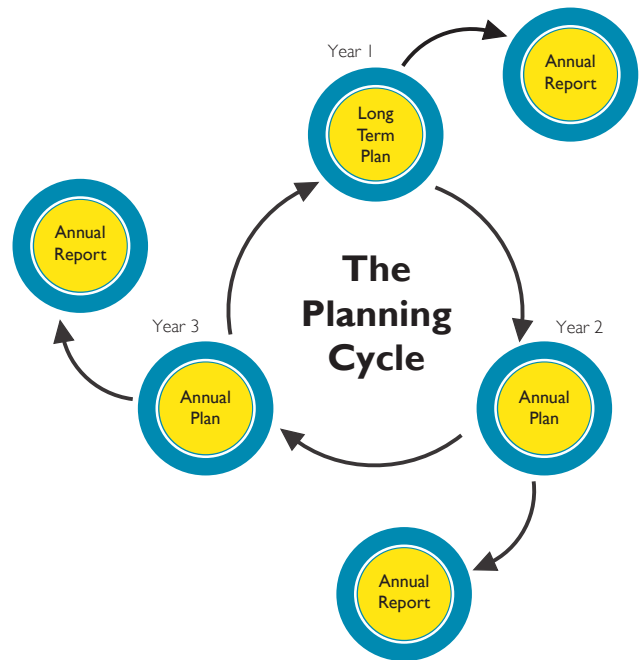 Year 1
Long
Term
Plan
Annual
Report
The
Planning
Cycle
Year 2
Annual
Plan
Annual
Report
Year 3
Annual
Plan
Annual
Report